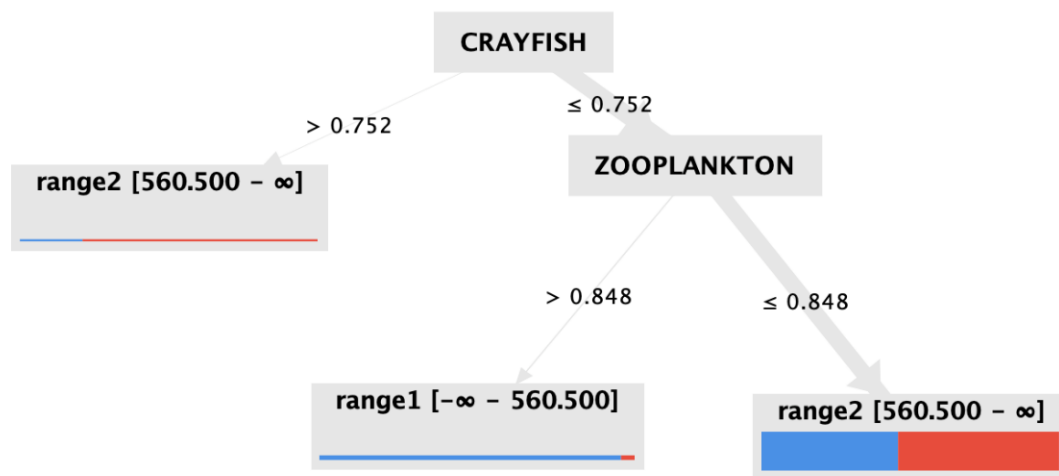 CRAYFISH
> 0.752
≤ 0.752
ZOOPLANKTON
range2 [560.500 – ∞]
> 0.848
≤ 0.848
range1 [-∞ – 560.500]
range2 [560.500 – ∞]